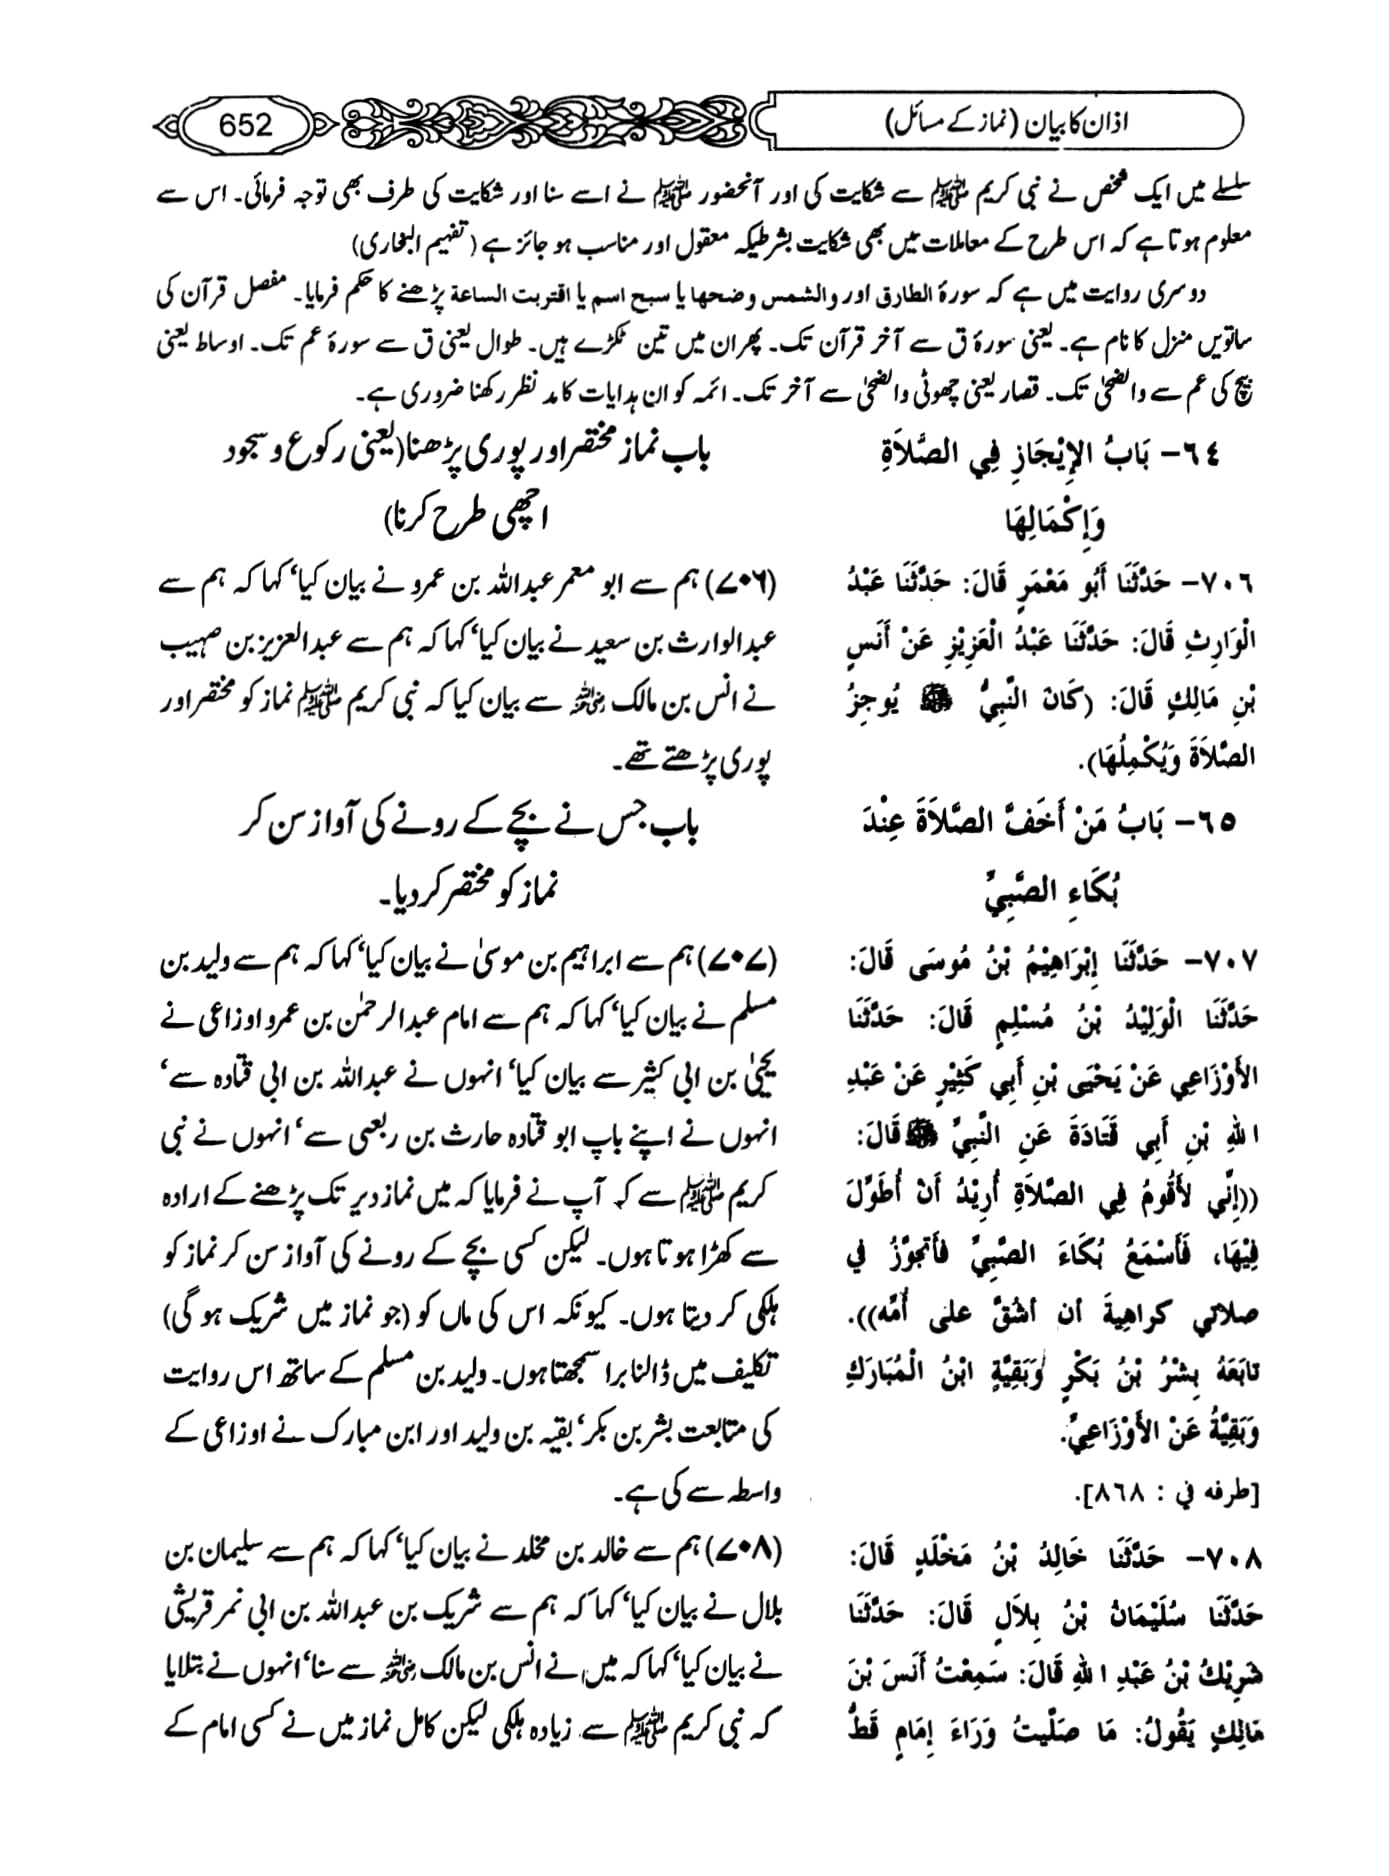 اذان کا بیان (نماز کے مسائل)
652
سلسلے میں ایک شخص نے نبی کریم ﷺ سے شکایت کی اور آنحضور ﷺ نے اسے سنا اور شکایت کی طرف بھی توجہ فرمائی۔ اس سے
معلوم ہوتا ہے کہ اس طرح کے معاملات میں بھی شکایت بشرطیکہ معقول اور مناسب ہو جائز ہے (تفہیم البخاری)
دوسری روایت میں ہے کہ سورۂ الطارق اور والشمس وضحھا یا سبح اسم یا اقتربت الساعة پڑھنے کا حکم فرمایا۔ مفصل قرآن کی
ساتویں منزل کا نام ہے۔ یعنی سورۂ ق سے آخر قرآن تک۔ پھر ان میں تین ٹکڑے ہیں۔ طوال یعنی ق سے سورۂ عم تک۔ اوساط یعنی
بیچ کی عم سے والضحیٰ تک۔ قصار یعنی چھوٹی والضحیٰ سے آخر تک۔ ائمہ کو ان ہدایات کا مد نظر رکھنا ضروری ہے۔
٦٤- بَابُ الإِيْجَازِ فِي الصَّلاَةِ
وَإِكْمَالِهَا
٧٠٦- حَدَّثَنَا أَبُو مَعْمَرٍ قَالَ: حَدَّثَنَا عَبْدُ
الْوَارِثِ قَالَ: حَدَّثَنَا عَبْدُ الْعَزِيْزِ عَنْ أَنَسٍ
بْنِ مَالِكٍ قَالَ: (كَانَ النَّبِيُّ ﷺ يُوجِزُ
الصَّلاَةَ وَيُكْمِلُهَا).
٦٥- بَابُ مَنْ أَخَفَّ الصَّلاَةَ عِنْدَ
بُكَاءِ الصَّبِيِّ
٧٠٧- حَدَّثَنَا إِبْرَاهِيْمُ بْنُ مُوسَى قَالَ:
حَدَّثَنَا الْوَلِيْدُ بْنُ مُسْلِمٍ قَالَ: حَدَّثَنَا
الأَوْزَاعِي عَنْ يَحْيَى بْنِ أَبِي كَثِيْرٍ عَنْ عَبْدِ
اللهِ بْنِ أَبِي قَتَادَةَ عَنِ النَّبِيِّ ﷺ قَالَ:
((إِنِّي لأَقُومُ فِي الصَّلاَةِ أُرِيْدُ أَنْ أُطَوِّلَ
فِيْهَا، فَأَسْمَعُ بُكَاءَ الصَّبِيِّ فَأَتَجَوَّزُ في
صلاتي كراهِيةَ أن أشُقَّ على أُمِّه)).
تابَعَهُ بِشْرُ بْنُ بَكْرٍ وَبَقِيَّةٍ ابْنُ الْمُبَارَكِ
وَبَقِيَّةُ عَنْ الأَوْزَاعِيِّ.
[طرفه في : ٨٦٨].
٧٠٨- حَدَّثَنَا خَالِدُ بْنُ مَخْلَدٍ قَالَ:
حَدَّثَنَا سُلَيْمَانُ بْنُ بِلاَلٍ قَالَ: حَدَّثَنَا
شَرِيْكُ بْنُ عَبْدِ اللهِ قَالَ: سَمِعْتُ أَنَسَ بْنَ
مَالِكٍ يَقُولُ: مَا صَلَّيتُ وَرَاءَ إِمَامٍ قَطُّ
باب نماز مختصر اور پوری پڑھنا (یعنی رکوع و سجود
اچھی طرح کرنا)
(۷۰۶) ہم سے ابو معمر عبداللہ بن عمرو نے بیان کیا‘ کہا کہ ہم سے
عبدالوارث بن سعید نے بیان کیا‘ کہا کہ ہم سے عبدالعزیز بن صہیب
نے انس بن مالک رضی اللہ عنہ سے بیان کیا کہ نبی کریم ﷺ نماز کو مختصر اور
پوری پڑھتے تھے۔
باب جس نے بچے کے رونے کی آواز سن کر
نماز کو مختصر کر دیا۔
(۷۰۷) ہم سے ابراہیم بن موسیٰ نے بیان کیا‘ کہا کہ ہم سے ولید بن
مسلم نے بیان کیا‘ کہا کہ ہم سے امام عبدالرحمٰن بن عمرو اوزاعی نے
یحییٰ بن ابی کثیر سے بیان کیا‘ انہوں نے عبداللہ بن ابی قتادہ سے‘
انہوں نے اپنے باپ ابو قتادہ حارث بن ربعی سے‘ انہوں نے نبی
کریم ﷺ سے کہ آپ نے فرمایا کہ میں نماز دیر تک پڑھنے کے ارادہ
سے کھڑا ہوتا ہوں۔ لیکن کسی بچے کے رونے کی آواز سن کر نماز کو
ہلکی کر دیتا ہوں۔ کیونکہ اس کی ماں کو (جو نماز میں شریک ہو گی)
تکلیف میں ڈالنا برا سمجھتا ہوں۔ ولید بن مسلم کے ساتھ اس روایت
کی متابعت بشر بن بکر‘ بقیہ بن ولید اور ابن مبارک نے اوزاعی کے
واسطہ سے کی ہے۔
(۷۰۸) ہم سے خالد بن مخلد نے بیان کیا‘ کہا کہ ہم سے سلیمان بن
بلال نے بیان کیا‘ کہا کہ ہم سے شریک بن عبداللہ بن ابی نمر قریشی
نے بیان کیا‘ کہا کہ میں نے انس بن مالک رضی اللہ عنہ سے سنا‘ انہوں نے بتلایا
کہ نبی کریم ﷺ سے زیادہ ہلکی لیکن کامل نماز میں نے کسی امام کے